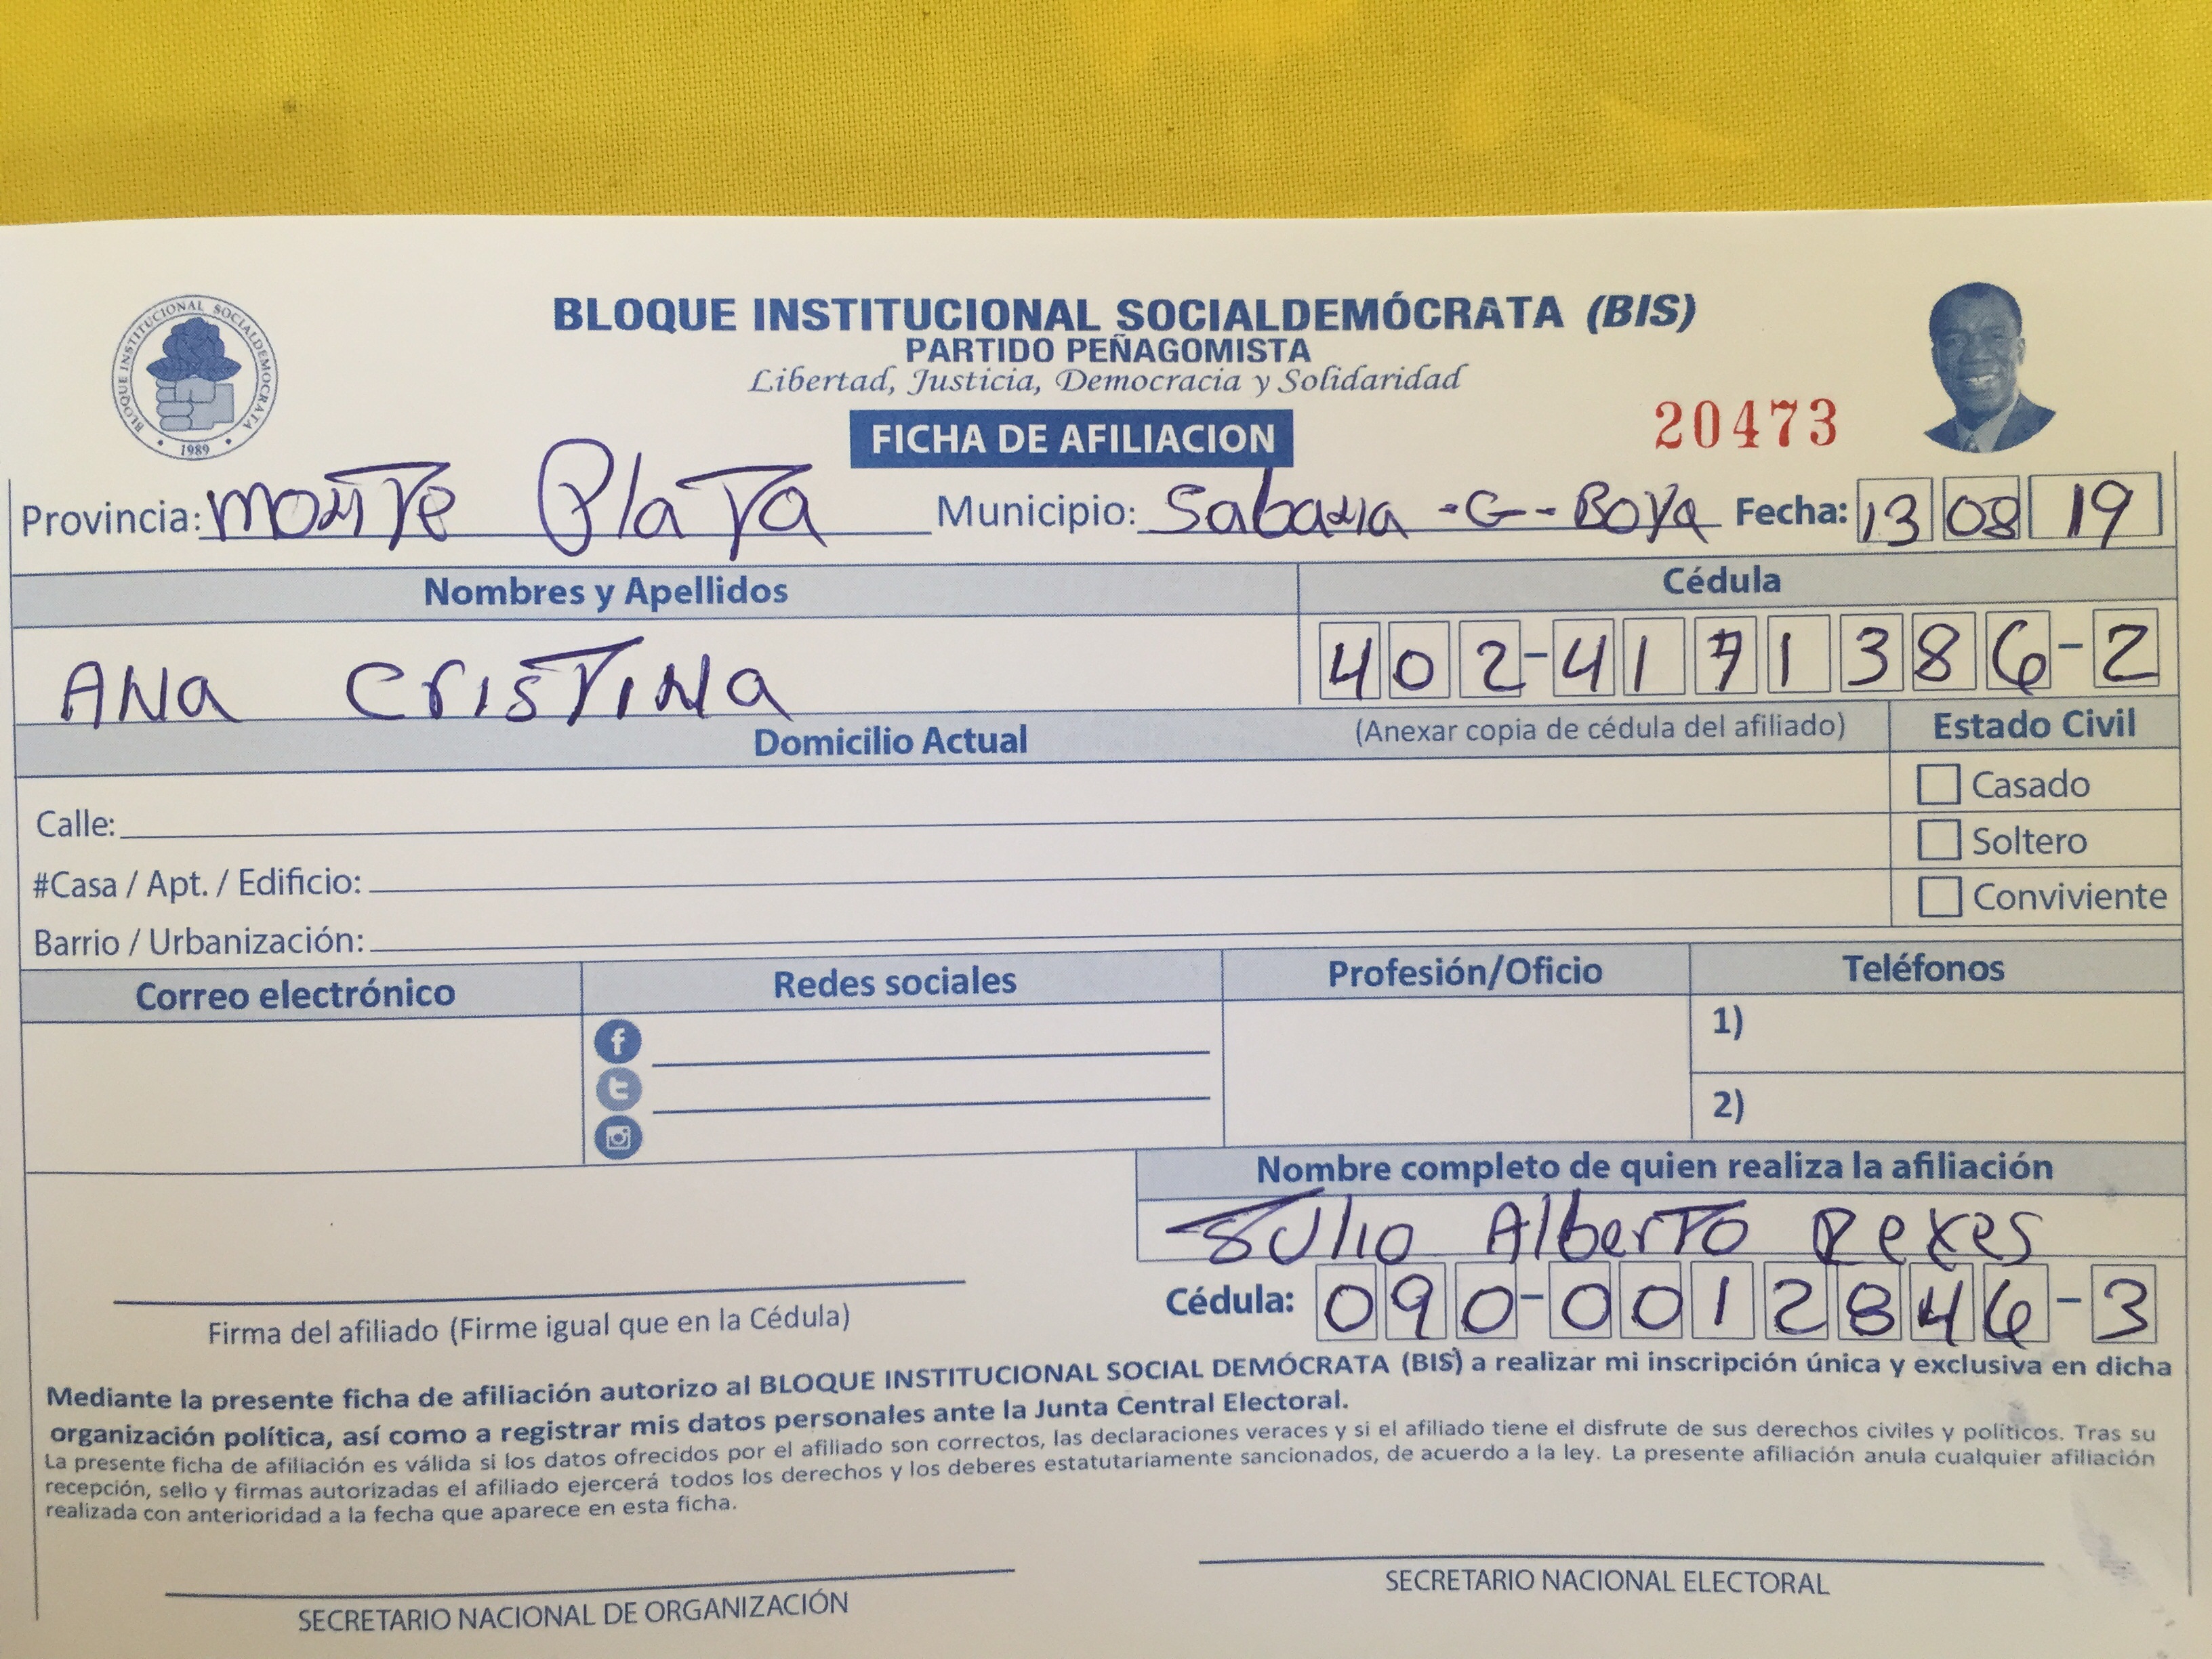 BLOQUE INSTITUCIONAL SOCIALDEMOCRATA
1989
BLOQUE INSTITUCIONAL SOCIALDEMÓCRATA (BIS)
PARTIDO PEÑAGOMISTA
Libertad, Justicia, Democracia y Solidaridad
FICHA DE AFILIACION
20473
Provincia: MONTE PlaTa Municipio: Sabana -G- BOYa Fecha: 13 08 19
Nombres y Apellidos Cédula
ANa CrisTiNa 402-4171386-2
Domicilio Actual (Anexar copia de cédula del afiliado) Estado Civil
Casado
Calle:
Soltero
#Casa / Apt. / Edificio:
Conviviente
Barrio / Urbanización:
Correo electrónico Redes sociales Profesión/Oficio Teléfonos
1)
2)
Nombre completo de quien realiza la afiliación
JUlio AlberTO Reyes
Cédula: 090-0012846-3
Firma del afiliado (Firme igual que en la Cédula)
Mediante la presente ficha de afiliación autorizo al BLOQUE INSTITUCIONAL SOCIAL DEMÓCRATA (BIS) a realizar mi inscripción única y exclusiva en dicha
organización política, así como a registrar mis datos personales ante la Junta Central Electoral.
La presente ficha de afiliación es válida si los datos ofrecidos por el afiliado son correctos, las declaraciones veraces y si el afiliado tiene el disfrute de sus derechos civiles y políticos. Tras su
recepción, sello y firmas autorizadas el afiliado ejercerá todos los derechos y los deberes estatutariamente sancionados, de acuerdo a la ley. La presente afiliación anula cualquier afiliación
realizada con anterioridad a la fecha que aparece en esta ficha.
SECRETARIO NACIONAL DE ORGANIZACIÓN SECRETARIO NACIONAL ELECTORAL